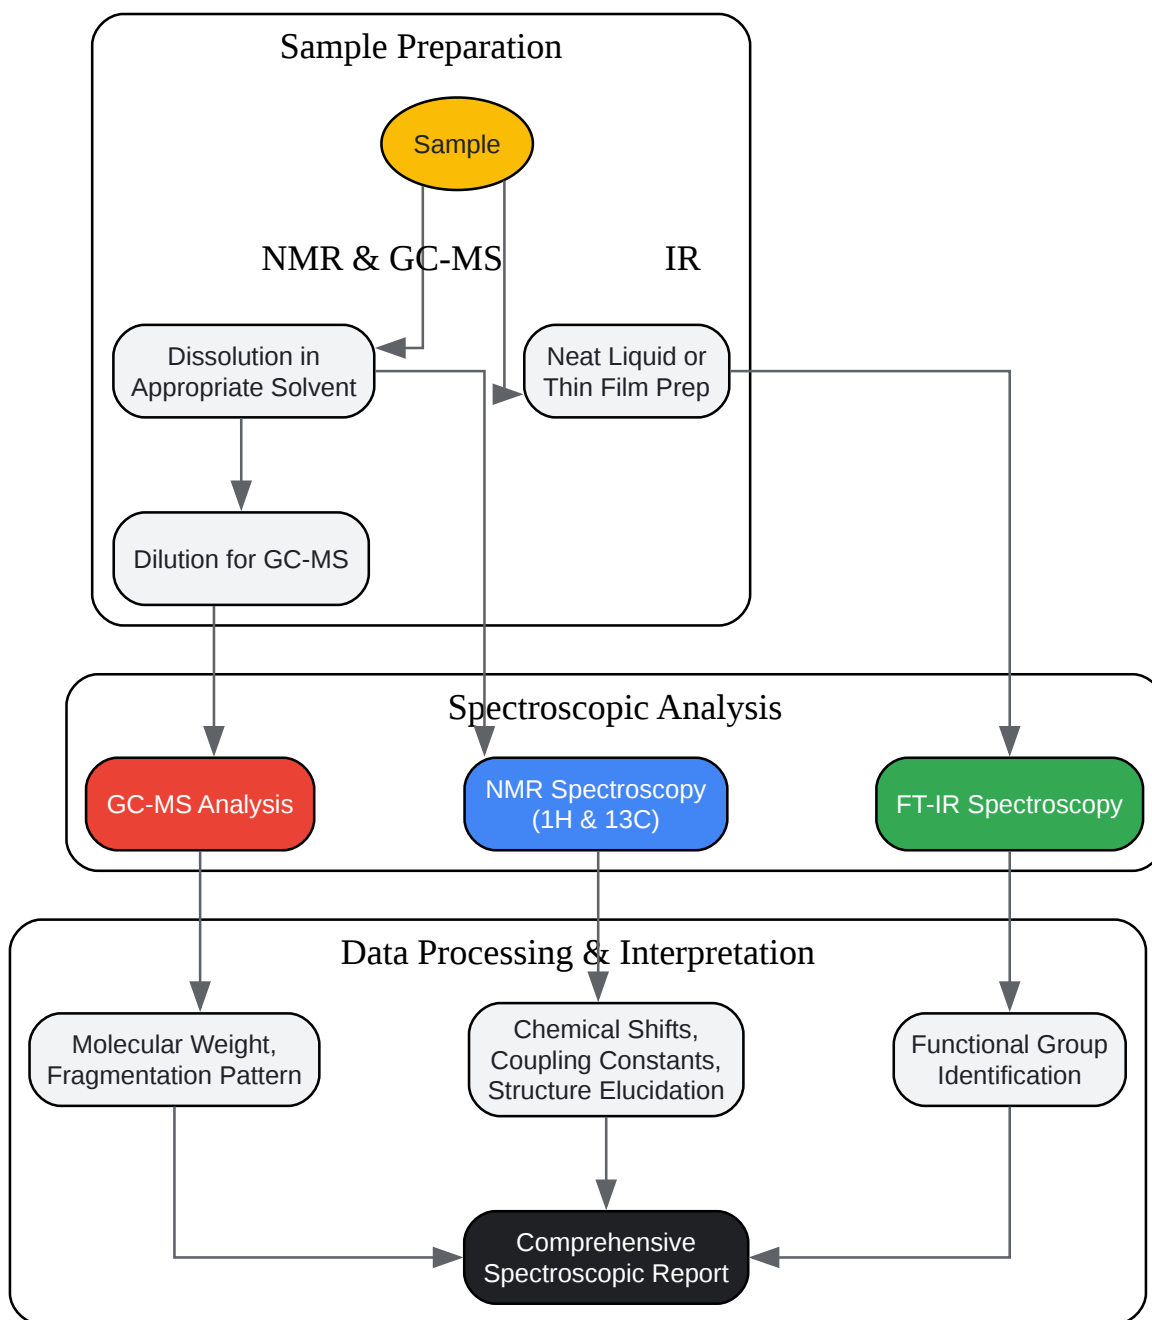 Sample Preparation
Sample
NMR & GC-MS
IR
Dissolution in
Appropriate Solvent
Neat Liquid or
Thin Film Prep
Dilution for GC-MS
Spectroscopic Analysis
GC-MS Analysis
NMR Spectroscopy
(1H & 13C)
FT-IR Spectroscopy
Data Processing & Interpretation
Molecular Weight,
Fragmentation Pattern
Chemical Shifts,
Coupling Constants,
Structure Elucidation
Functional Group
Identification
Comprehensive
Spectroscopic Report